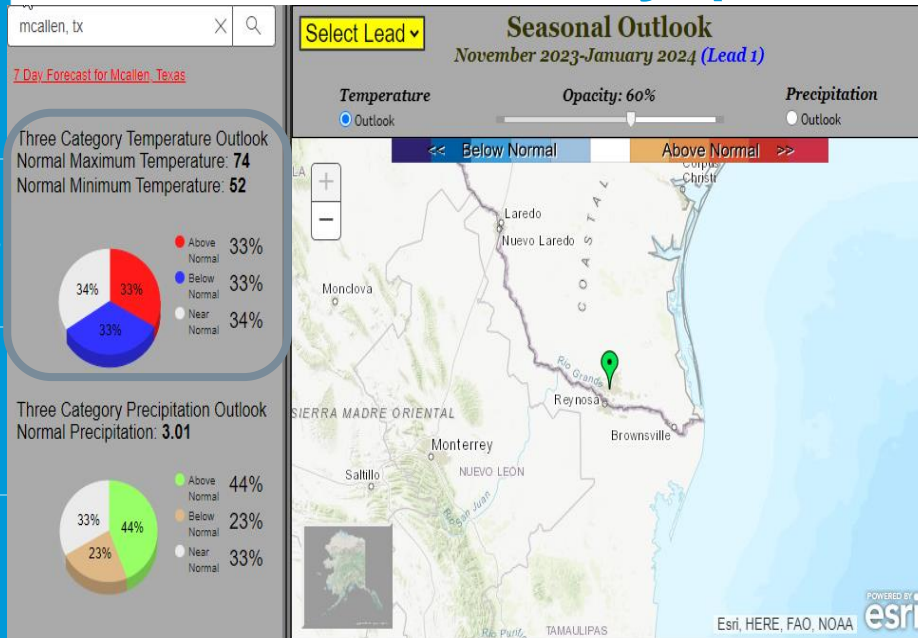 mcallen, tx
7 Day Forecast for Mcallen, Texas
Three Category Temperature Outlook
Normal Maximum Temperature: 74
Normal Minimum Temperature: 52
34%
33%
33%
Above Normal 33%
Below Normal 33%
Near Normal 34%
Three Category Precipitation Outlook
Normal Precipitation: 3.01
33%
44%
23%
Above Normal 44%
Below Normal 23%
Near Normal 33%
Select Lead
Seasonal Outlook
November 2023-January 2024 (Lead 1)
Temperature
Opacity: 60%
Precipitation
Outlook
Outlook
<< Below Normal
Above Normal >>
LA
+
−
Corpus
Christi
Laredo
Nuevo Laredo
COASTAL
Monclova
Rio Grande
Reynosa
SIERRA MADRE ORIENTAL
Brownsville
Monterrey
NUEVO LEON
Saltillo
Rio San Juan
TAMAULIPAS
Esri, HERE, FAO, NOAA
POWERED BY
esri